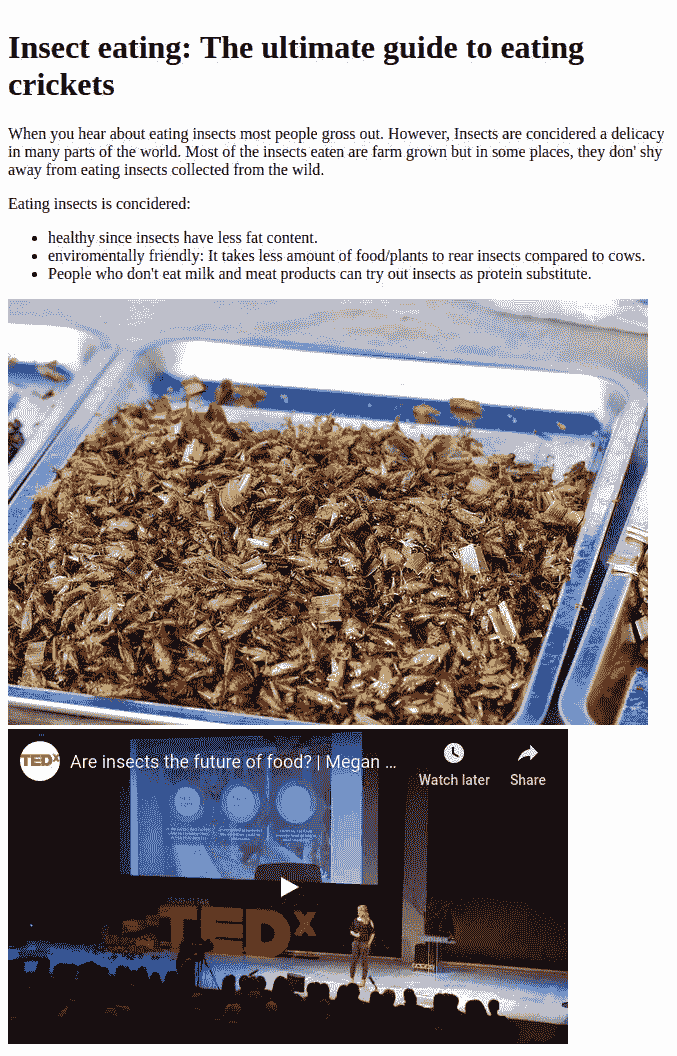 Insect eating: The ultimate guide to eating
crickets
When you hear about eating insects most people gross out. However, Insects are concidered a delicacy
in many parts of the world. Most of the insects eaten are farm grown but in some places, they don' shy
away from eating insects collected from the wild.
Eating insects is concidered:
healthy since insects have less fat content.
enviromentally friendly: It takes less amount of food/plants to rear insects compared to cows.
People who don't eat milk and meat products can try out insects as protein substitute.
TEDx
Are insects the future of food? | Megan ...
Watch later
Share
TEDx